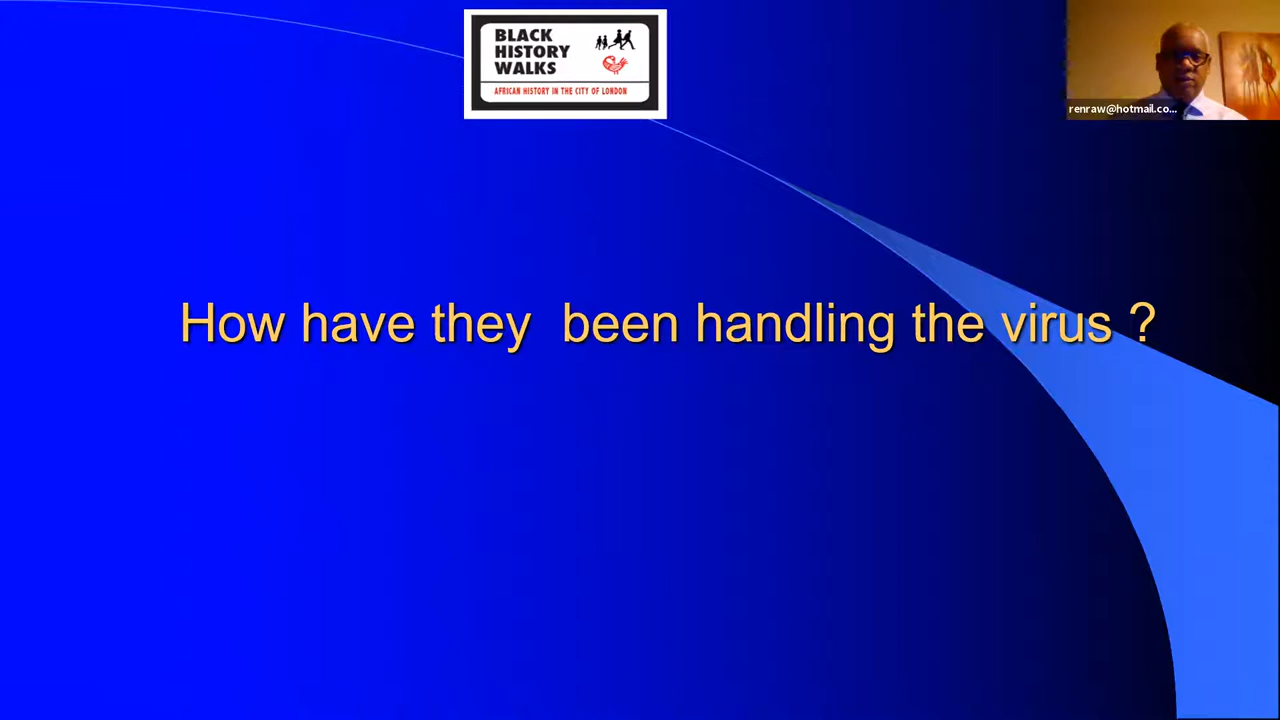 BLACK
HISTORY
WALKS
AFRICAN HISTORY IN THE CITY OF LONDON
renraw@hotmail.co...
How have they  been handling the virus ?